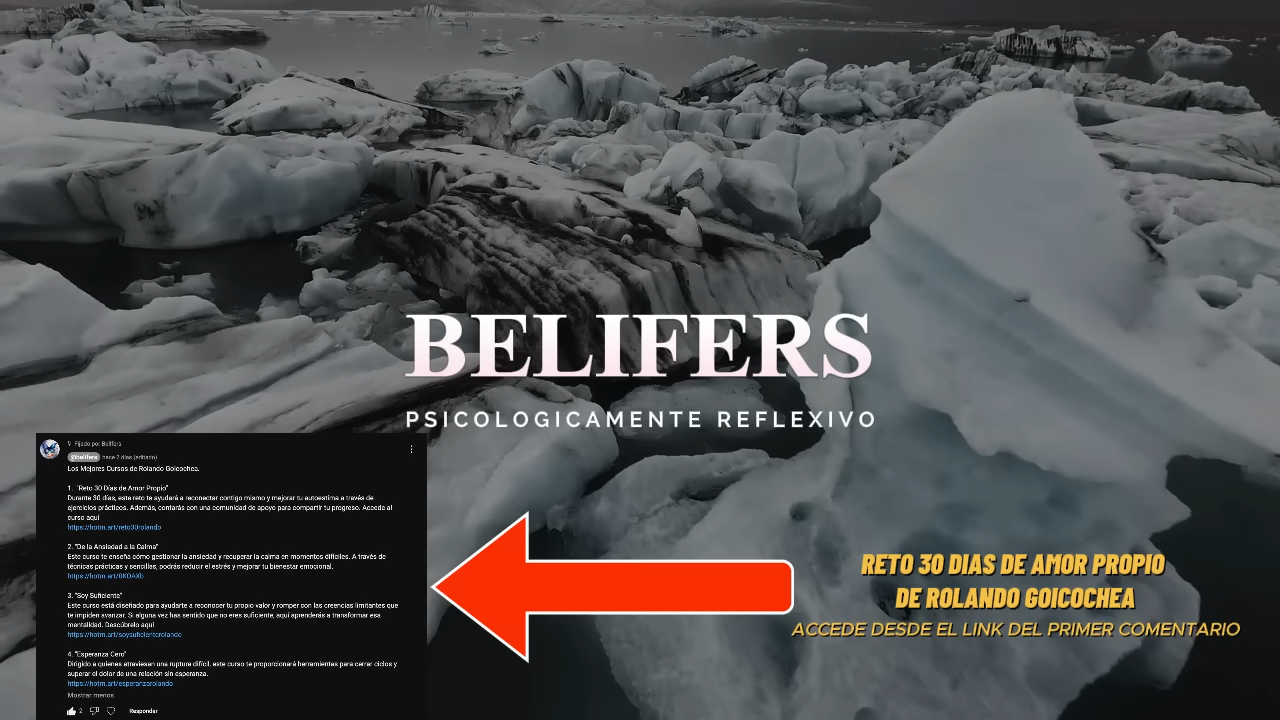 BELIFERS
PSICOLOGICAMENTE REFLEXIVO
Fijado por Belifers
@belifers hace 2 días (editado)
Los Mejores Cursos de Rolando Goicochea.
1. "Reto 30 Días de Amor Propio"
Durante 30 días, este reto te ayudará a reconectar contigo mismo y mejorar tu autoestima a través de
ejercicios prácticos. Además, contarás con una comunidad de apoyo para compartir tu progreso. Accede al
curso aquí
https://hotm.art/reto30rolando
2. "De la Ansiedad a la Calma"
Este curso te enseña cómo gestionar la ansiedad y recuperar la calma en momentos difíciles. A través de
técnicas prácticas y sencillas, podrás reducir el estrés y mejorar tu bienestar emocional.
https://hotm.art/0KOAXb
3. "Soy Suficiente"
Este curso está diseñado para ayudarte a reconocer tu propio valor y romper con las creencias limitantes que
te impiden avanzar. Si alguna vez has sentido que no eres suficiente, aquí aprenderás a transformar esa
mentalidad. Descúbrelo aquí
https://hotm.art/soysuficienterolando
4. "Esperanza Cero"
Dirigido a quienes atraviesan una ruptura difícil, este curso te proporcionará herramientas para cerrar ciclos y
superar el dolor de una relación sin esperanza.
https://hotm.art/esperanzarolando
Mostrar menos
2 Responder
RETO 30 DIAS DE AMOR PROPIO
DE ROLANDO GOICOCHEA
ACCEDE DESDE EL LINK DEL PRIMER COMENTARIO